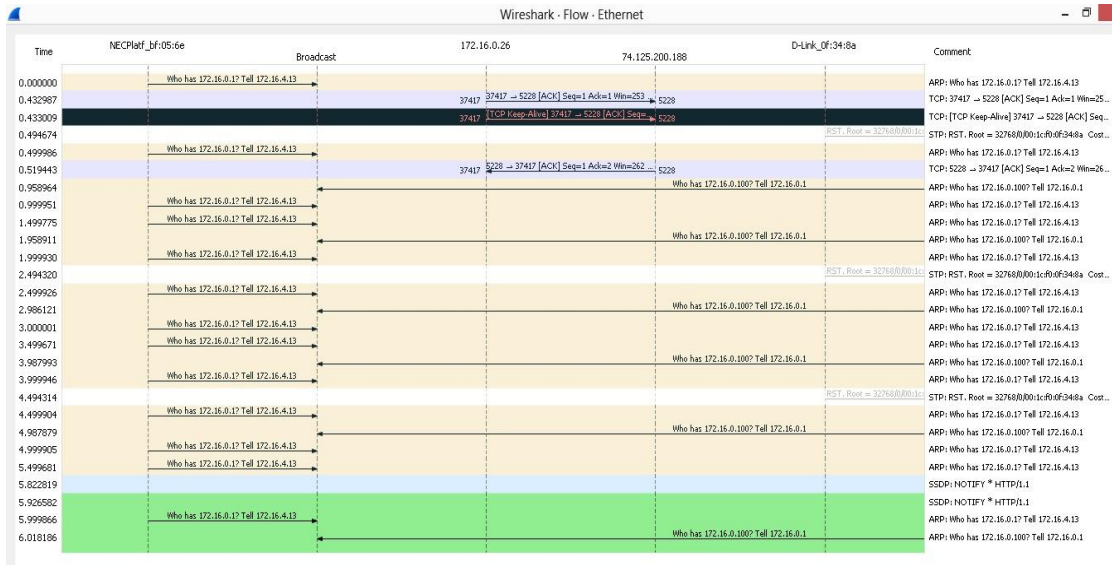 Wireshark · Flow · Ethernet
Time NECPlatf_bf:05:6e Broadcast 172.16.0.26 74.125.200.188 D-Link_0f:34:8a Comment
0.000000 Who has 172.16.0.1? Tell 172.16.4.13 ARP: Who has 172.16.0.1? Tell 172.16.4.13
0.432987 37417 37417 → 5228 [ACK] Seq=1 Ack=1 Win=253 ... 5228 TCP: 37417 → 5228 [ACK] Seq=1 Ack=1 Win=25...
0.433009 37417 [TCP Keep-Alive] 37417 → 5228 [ACK] Seq=... 5228 TCP: [TCP Keep-Alive] 37417 → 5228 [ACK] Seq...
0.494674 RST. Root = 32768/0/00:1c: STP: RST. Root = 32768/0/00:1c:f0:0f:34:8a Cost...
0.499986 Who has 172.16.0.1? Tell 172.16.4.13 ARP: Who has 172.16.0.1? Tell 172.16.4.13
0.519443 37417 5228 → 37417 [ACK] Seq=1 Ack=2 Win=262 ... 5228 TCP: 5228 → 37417 [ACK] Seq=1 Ack=2 Win=26...
0.958964 Who has 172.16.0.100? Tell 172.16.0.1 ARP: Who has 172.16.0.100? Tell 172.16.0.1
0.999951 Who has 172.16.0.1? Tell 172.16.4.13 ARP: Who has 172.16.0.1? Tell 172.16.4.13
1.499775 Who has 172.16.0.1? Tell 172.16.4.13 ARP: Who has 172.16.0.1? Tell 172.16.4.13
1.958911 Who has 172.16.0.100? Tell 172.16.0.1 ARP: Who has 172.16.0.100? Tell 172.16.0.1
1.999930 Who has 172.16.0.1? Tell 172.16.4.13 ARP: Who has 172.16.0.1? Tell 172.16.4.13
2.494320 RST. Root = 32768/0/00:1c: STP: RST. Root = 32768/0/00:1c:f0:0f:34:8a Cost...
2.499926 Who has 172.16.0.1? Tell 172.16.4.13 ARP: Who has 172.16.0.1? Tell 172.16.4.13
2.986121 Who has 172.16.0.100? Tell 172.16.0.1 ARP: Who has 172.16.0.100? Tell 172.16.0.1
3.000001 Who has 172.16.0.1? Tell 172.16.4.13 ARP: Who has 172.16.0.1? Tell 172.16.4.13
3.499671 Who has 172.16.0.1? Tell 172.16.4.13 ARP: Who has 172.16.0.1? Tell 172.16.4.13
3.987993 Who has 172.16.0.100? Tell 172.16.0.1 ARP: Who has 172.16.0.100? Tell 172.16.0.1
3.999946 Who has 172.16.0.1? Tell 172.16.4.13 ARP: Who has 172.16.0.1? Tell 172.16.4.13
4.494314 RST. Root = 32768/0/00:1c: STP: RST. Root = 32768/0/00:1c:f0:0f:34:8a Cost...
4.499904 Who has 172.16.0.1? Tell 172.16.4.13 ARP: Who has 172.16.0.1? Tell 172.16.4.13
4.987879 Who has 172.16.0.100? Tell 172.16.0.1 ARP: Who has 172.16.0.100? Tell 172.16.0.1
4.999905 Who has 172.16.0.1? Tell 172.16.4.13 ARP: Who has 172.16.0.1? Tell 172.16.4.13
5.499681 Who has 172.16.0.1? Tell 172.16.4.13 ARP: Who has 172.16.0.1? Tell 172.16.4.13
5.822819 SSDP: NOTIFY * HTTP/1.1
5.926582 SSDP: NOTIFY * HTTP/1.1
5.999866 Who has 172.16.0.1? Tell 172.16.4.13 ARP: Who has 172.16.0.1? Tell 172.16.4.13
6.018186 Who has 172.16.0.100? Tell 172.16.0.1 ARP: Who has 172.16.0.100? Tell 172.16.0.1